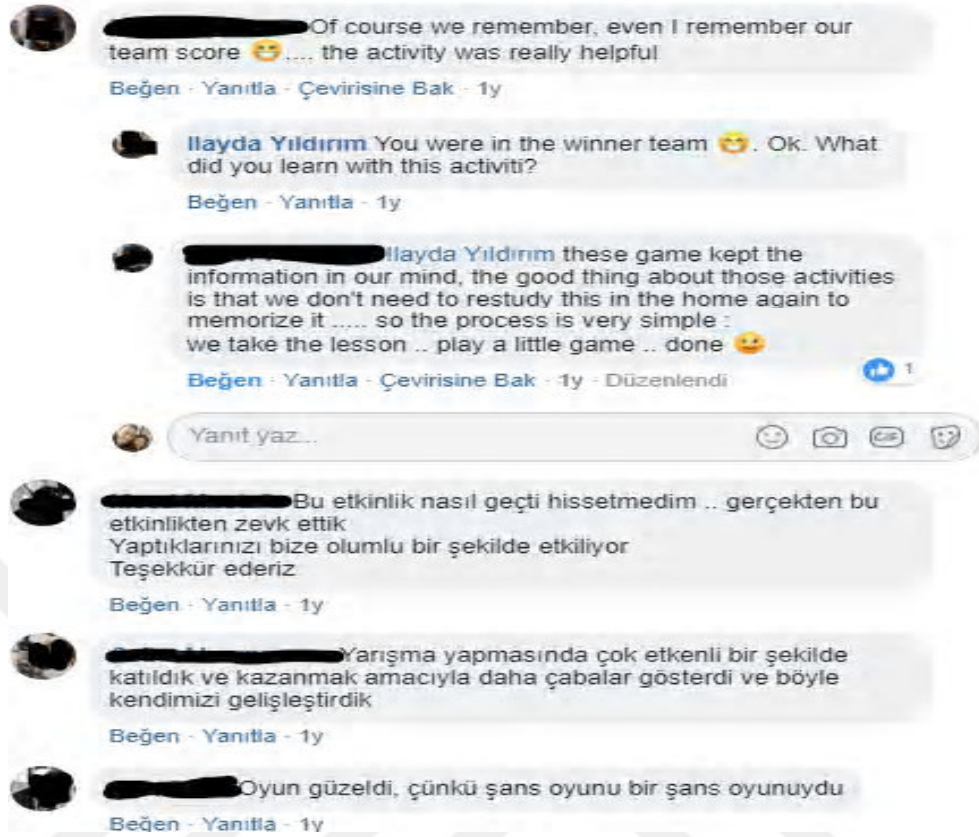 Of course we remember, even I remember our
team score 😁.... the activity was really helpful
Beğen · Yanıtla · Çevirisine Bak · 1y
Ilayda Yıldırım You were in the winner team 😁. Ok. What
did you learn with this activiti?
Beğen · Yanıtla · 1y
Ilayda Yıldırım these game kept the
information in our mind, the good thing about those activities
is that we don't need to restudy this in the home again to
memorize it ..... so the process is very simple :
we take the lesson .. play a little game .. done 😀
Beğen · Yanıtla · Çevirisine Bak · 1y · Düzenlendi
1
Yanıt yaz...
GIF
Bu etkinlik nasıl geçti hissetmedim .. gerçekten bu
etkinlikten zevk ettik
Yaptıklarınızı bize olumlu bir şekilde etkiliyor
Teşekkür ederiz
Beğen · Yanıtla · 1y
Yarışma yapmasında çok etkenli bir şekilde
katıldık ve kazanmak amacıyla daha çabalar gösterdi ve böyle
kendimizi gelişleştirdik
Beğen · Yanıtla · 1y
Oyun güzeldi, çünkü şans oyunu bir şans oyunuydu
Beğen · Yanıtla · 1y